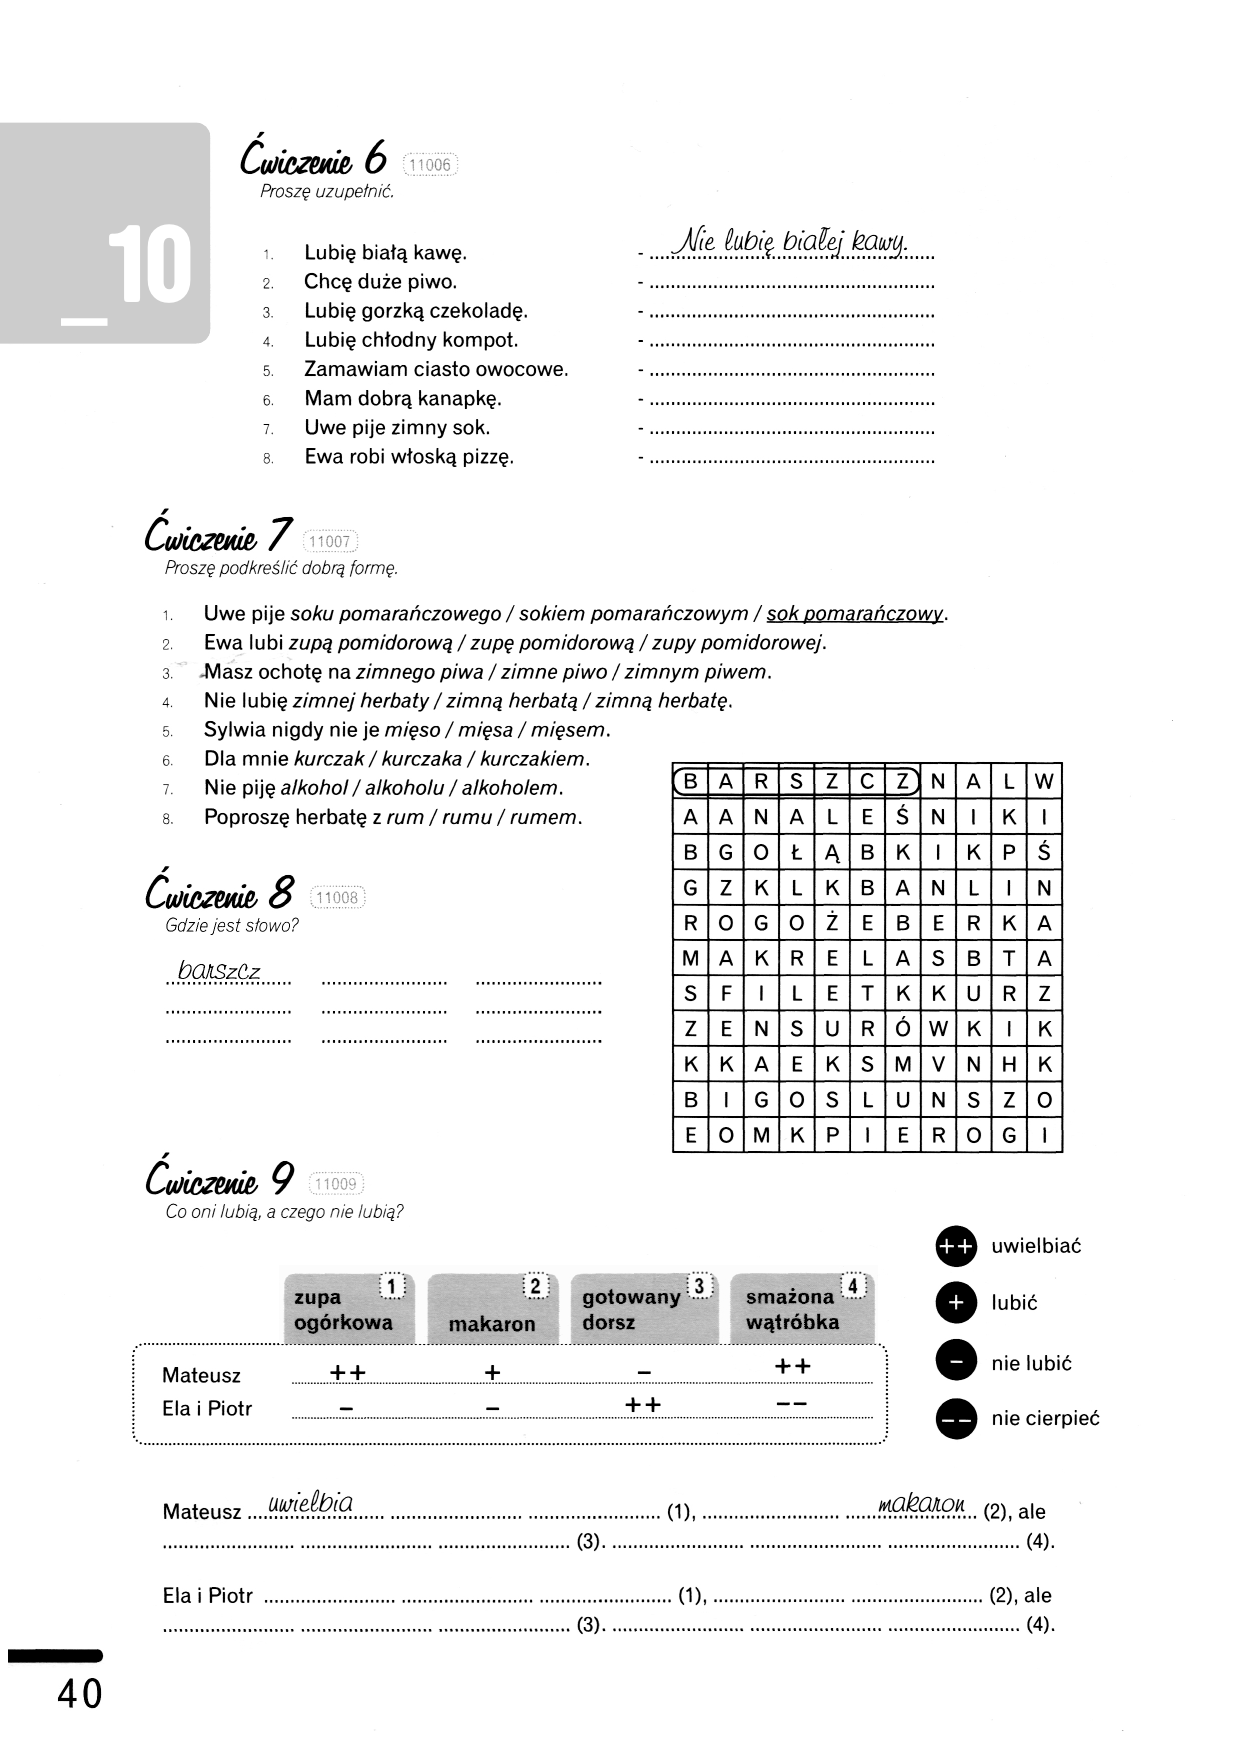 _10
Ćwiczenie 6 11006
Proszę uzupełnić.
1. Lubię białą kawę. - Nie lubię białej kawy.
2. Chcę duże piwo. - ..........
3. Lubię gorzką czekoladę. - ..........
4. Lubię chłodny kompot. - ..........
5. Zamawiam ciasto owocowe. - ..........
6. Mam dobrą kanapkę. - ..........
7. Uwe pije zimny sok. - ..........
8. Ewa robi włoską pizzę. - ..........
Ćwiczenie 7 11007
Proszę podkreślić dobrą formę.
1. Uwe pije soku pomarańczowego / sokiem pomarańczowym / sok pomarańczowy.
2. Ewa lubi zupą pomidorową / zupę pomidorową / zupy pomidorowej.
3. Masz ochotę na zimnego piwa / zimne piwo / zimnym piwem.
4. Nie lubię zimnej herbaty / zimną herbatą / zimną herbatę.
5. Sylwia nigdy nie je mięso / mięsa / mięsem.
6. Dla mnie kurczak / kurczaka / kurczakiem.
7. Nie piję alkohol / alkoholu / alkoholem.
8. Poproszę herbatę z rum / rumu / rumem.
Ćwiczenie 8 11008
Gdzie jest słowo?
barszcz .......... ..........
.......... .......... ..........
.......... .......... ..........
B A R S Z C Z N A L W
A A N A L E Ś N I K I
B G O Ł Ą B K I K P Ś
G Z K L K B A N L I N
R O G O Ż E B E R K A
M A K R E L A S B T A
S F I L E T K K U R Z
Z E N S U R Ó W K I K
K K A E K S M V N H K
B I G O S L U N S Z O
E O M K P I E R O G I
Ćwiczenie 9 11009
Co oni lubią, a czego nie lubią?
1 zupa ogórkowa
2 makaron
3 gotowany dorsz
4 smażona wątróbka
Mateusz ++ + – ++
Ela i Piotr – – ++ – –
++ uwielbiać
+ lubić
– nie lubić
– – nie cierpieć
Mateusz uwielbia .......... .......... (1), .......... makaron (2), ale
.......... .......... .......... (3). .......... .......... .......... (4).
Ela i Piotr .......... .......... .......... (1), .......... .......... (2), ale
.......... .......... .......... (3). .......... .......... .......... (4).
40